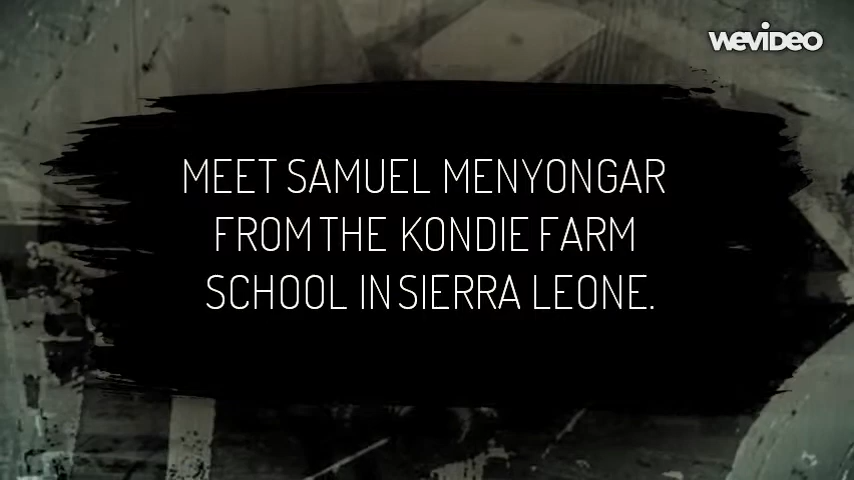 wevideo
MEET SAMUEL MENYONGAR
FROM THE KONDIE FARM
SCHOOL IN SIERRA LEONE.